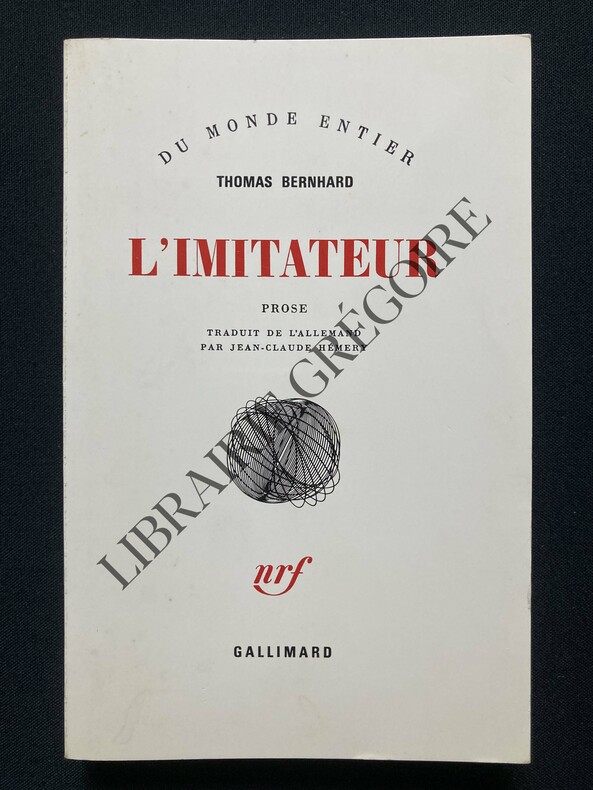 DU MONDE ENTIER
THOMAS BERNHARD
L'IMITATEUR
PROSE
TRADUIT DE L'ALLEMAND
PAR JEAN-CLAUDE HÉMERY
nrf
GALLIMARD
LIBRAIRIE GRÉGOIRE